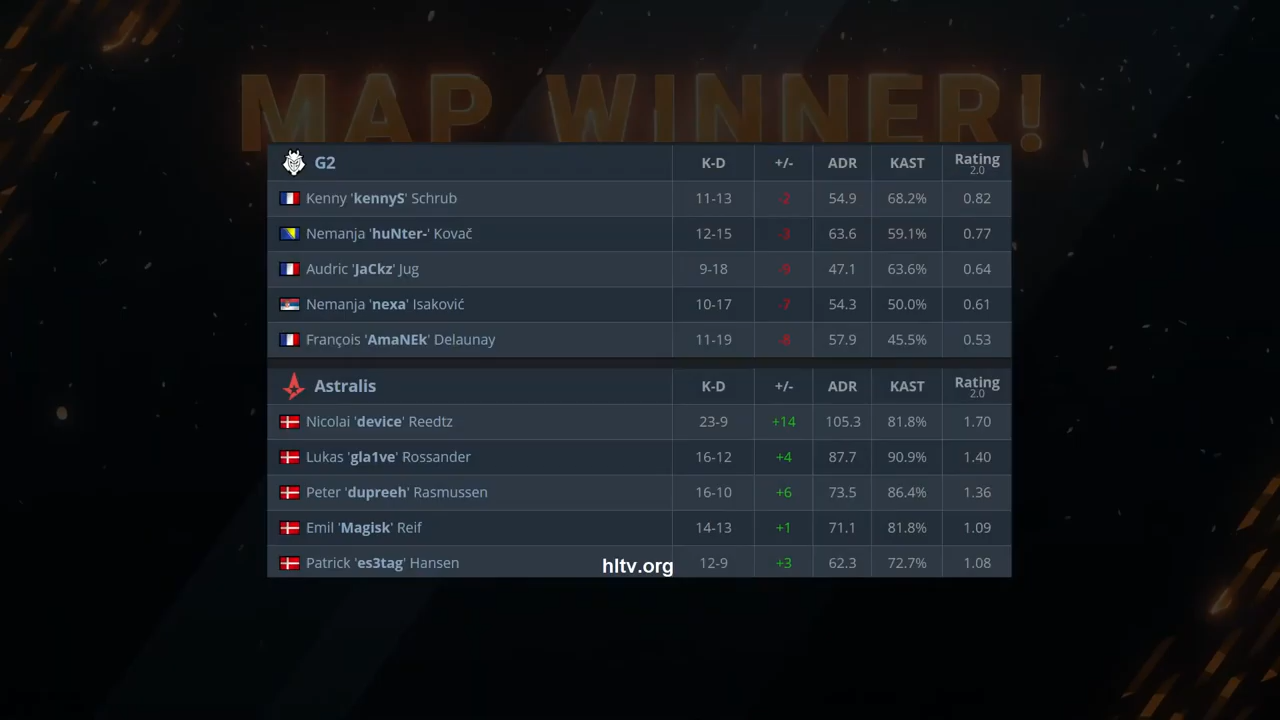 MAP WINNER!
G2 K-D +/- ADR KAST Rating 2.0
Kenny 'kennyS' Schrub 11-13 -2 54.9 68.2% 0.82
Nemanja 'huNter-' Kovač 12-15 -3 63.6 59.1% 0.77
Audric 'JaCkz' Jug 9-18 -9 47.1 63.6% 0.64
Nemanja 'nexa' Isaković 10-17 -7 54.3 50.0% 0.61
François 'AmaNEk' Delaunay 11-19 -8 57.9 45.5% 0.53
Astralis K-D +/- ADR KAST Rating 2.0
Nicolai 'device' Reedtz 23-9 +14 105.3 81.8% 1.70
Lukas 'gla1ve' Rossander 16-12 +4 87.7 90.9% 1.40
Peter 'dupreeh' Rasmussen 16-10 +6 73.5 86.4% 1.36
Emil 'Magisk' Reif 14-13 +1 71.1 81.8% 1.09
Patrick 'es3tag' Hansen hltv.org 12-9 +3 62.3 72.7% 1.08